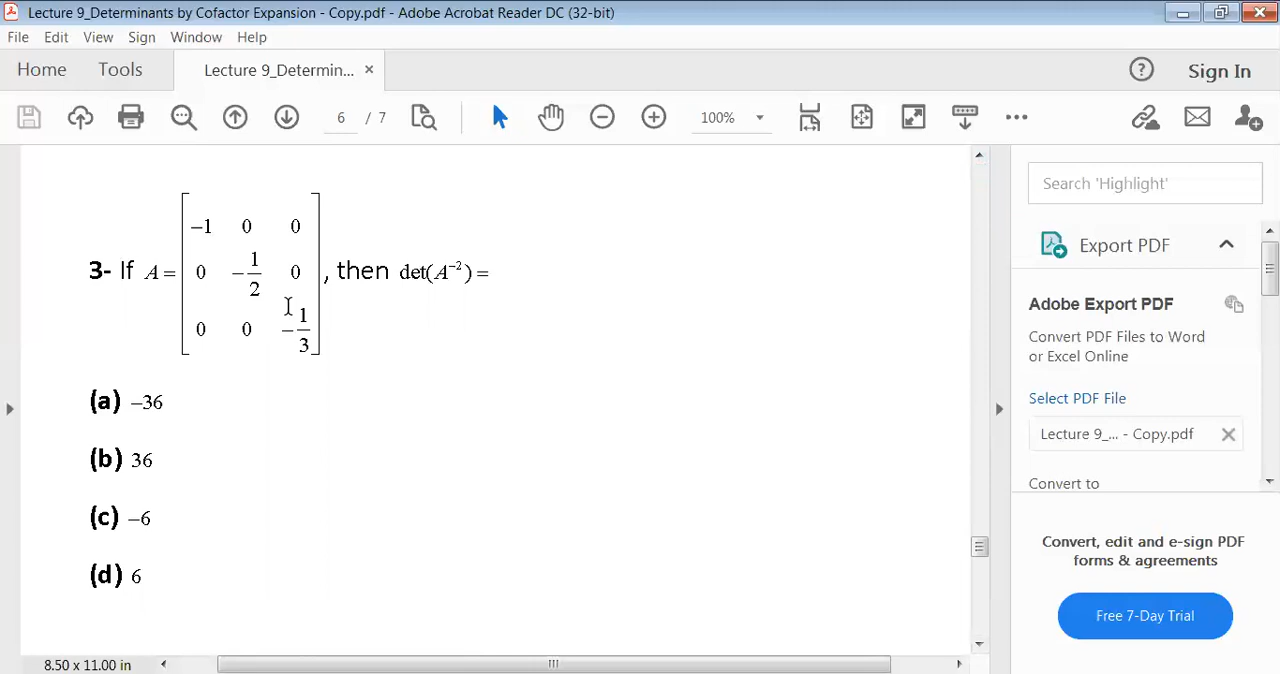 Lecture 9_Determinants by Cofactor Expansion - Copy.pdf - Adobe Acrobat Reader DC (32-bit)
File Edit View Sign Window Help
Home Tools Lecture 9_Determin... × ? Sign In
6 / 7 100%
3- If A = [ −1 0 0
0 −1/2 0
0 0 −1/3 ], then det(A⁻²) =
(a) −36
(b) 36
(c) −6
(d) 6
8.50 x 11.00 in
Search 'Highlight'
Export PDF
Adobe Export PDF
Convert PDF Files to Word
or Excel Online
Select PDF File
Lecture 9_... - Copy.pdf
Convert to
Convert, edit and e-sign PDF
forms & agreements
Free 7-Day Trial